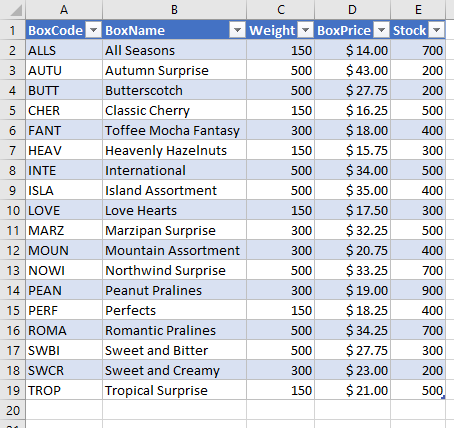 A B C D E
1 BoxCode BoxName Weight BoxPrice Stock
2 ALLS All Seasons 150 $ 14.00 700
3 AUTU Autumn Surprise 500 $ 43.00 200
4 BUTT Butterscotch 500 $ 27.75 200
5 CHER Classic Cherry 150 $ 16.25 500
6 FANT Toffee Mocha Fantasy 300 $ 18.00 400
7 HEAV Heavenly Hazelnuts 150 $ 15.75 300
8 INTE International 500 $ 34.00 500
9 ISLA Island Assortment 500 $ 35.00 400
10 LOVE Love Hearts 150 $ 17.50 300
11 MARZ Marzipan Surprise 300 $ 32.25 500
12 MOUN Mountain Assortment 300 $ 20.75 400
13 NOWI Northwind Surprise 500 $ 33.25 700
14 PEAN Peanut Pralines 300 $ 19.00 900
15 PERF Perfects 150 $ 18.25 400
16 ROMA Romantic Pralines 500 $ 34.25 700
17 SWBI Sweet and Bitter 500 $ 27.75 300
18 SWCR Sweet and Creamy 300 $ 23.00 200
19 TROP Tropical Surprise 150 $ 21.00 500
20